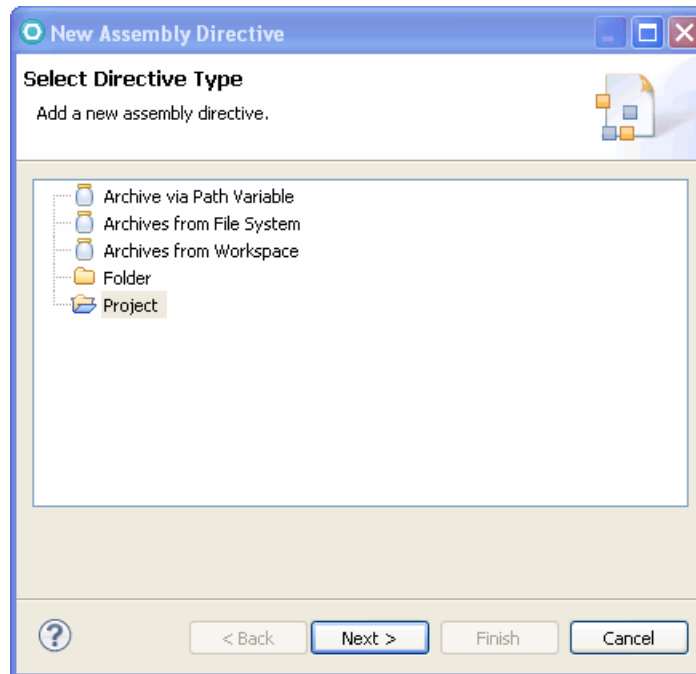 New Assembly Directive
Select Directive Type
Add a new assembly directive.
Archive via Path Variable
Archives from File System
Archives from Workspace
Folder
Project
? < Back Next > Finish Cancel